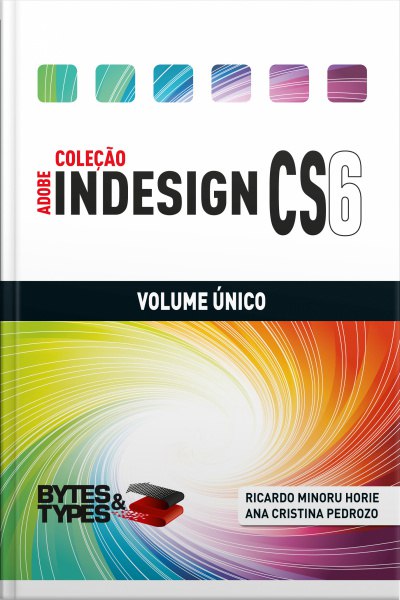 COLEÇÃO
ADOBE
INDESIGN CS6
VOLUME ÚNICO
BYTES &
TYPES
RICARDO MINORU HORIE
ANA CRISTINA PEDROZO